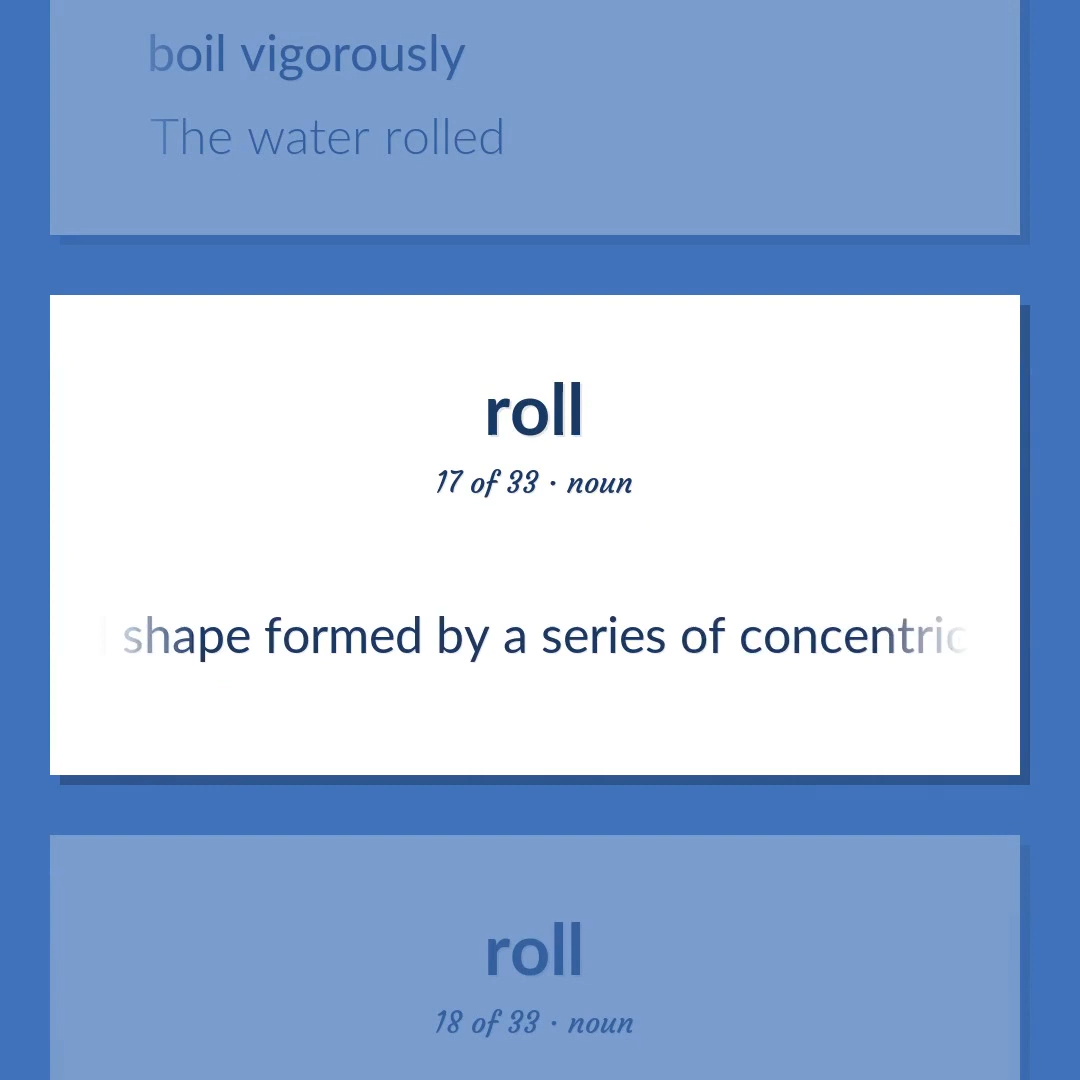 boil vigorously
The water rolled
roll
17 of 33 · noun
shape formed by a series of concentric
roll
18 of 33 · noun